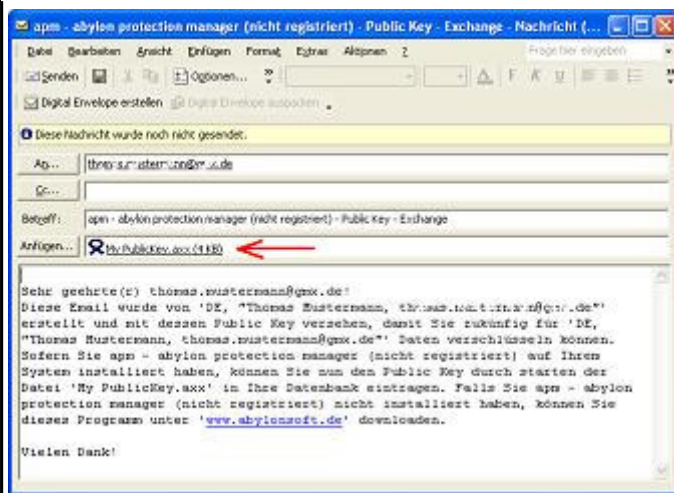 apm - abylon protection manager (nicht registriert) - Public Key - Exchange - Nachricht (...
Datei Bearbeiten Ansicht Einfügen Format Extras Aktionen ? Frage hier eingeben
Senden Optionen... F K U
Digital Envelope erstellen Digital Envelope auspacken
Diese Nachricht wurde noch nicht gesendet.
An...
Cc...
Betreff: apm - abylon protection manager (nicht registriert) - Public Key - Exchange
Anfügen... My PublicKey.axx (4 KB)
Sehr geehrte(r) thomas.mustermann@gmx.de!
Diese Email wurde von 'DE, "Thomas Mustermann,
erstellt und mit dessen Public Key versehen, damit Sie zukünftig für 'DE,
"Thomas Mustermann, thomas.mustermann@gmx.de"' Daten verschlüsseln können.
Sofern Sie apm - abylon protection manager (nicht registriert) auf Ihrem
System installiert haben, können Sie nun den Public Key durch starten der
Datei 'My PublicKey.axx' in Ihre Datenbank eintragen. Falls Sie apm - abylon
protection manager (nicht registriert) nicht installiert haben, können Sie
dieses Programm unter 'www.abylonsoft.de' downloaden.
Vielen Dank!